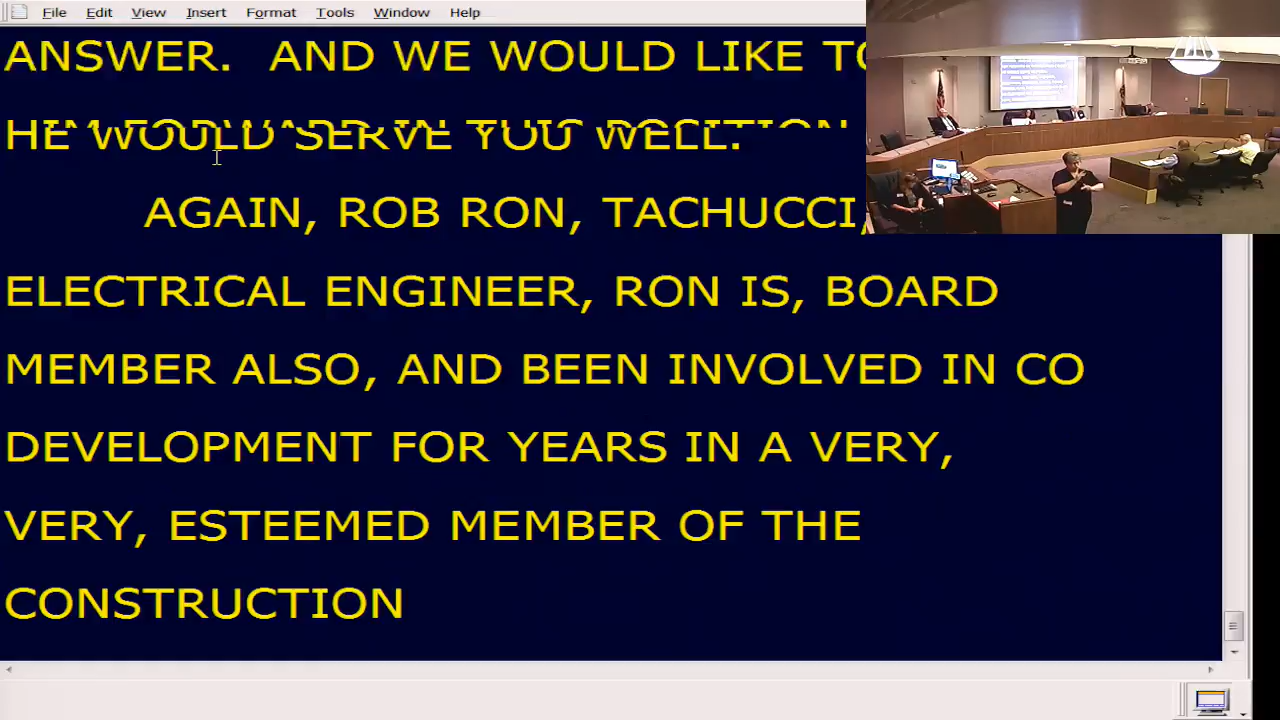 File Edit View Insert Format Tools Window Help
ANSWER. AND WE WOULD LIKE TO
HE WOULD SERVE YOU WELL.
AGAIN, ROB RON, TACHUCCI,
ELECTRICAL ENGINEER, RON IS, BOARD
MEMBER ALSO, AND BEEN INVOLVED IN CO
DEVELOPMENT FOR YEARS IN A VERY,
VERY, ESTEEMED MEMBER OF THE
CONSTRUCTION